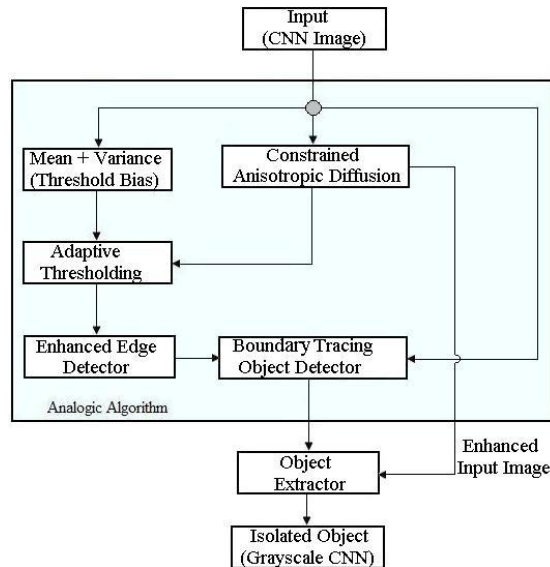 Input
(CNN Image)
Mean + Variance
(Threshold Bias)
Constrained
Anisotropic Diffusion
Adaptive
Thresholding
Enhanced Edge
Detector
Boundary Tracing
Object Detector
Analogic Algorithm
Enhanced
Input Image
Object
Extractor
Isolated Object
(Grayscale CNN)